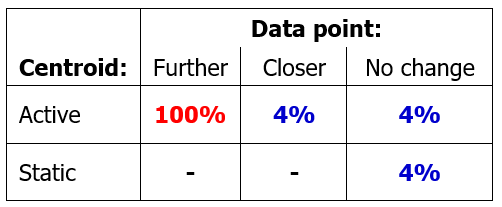 Data point:
Centroid: Further Closer No change
Active 100% 4% 4%
Static - - 4%